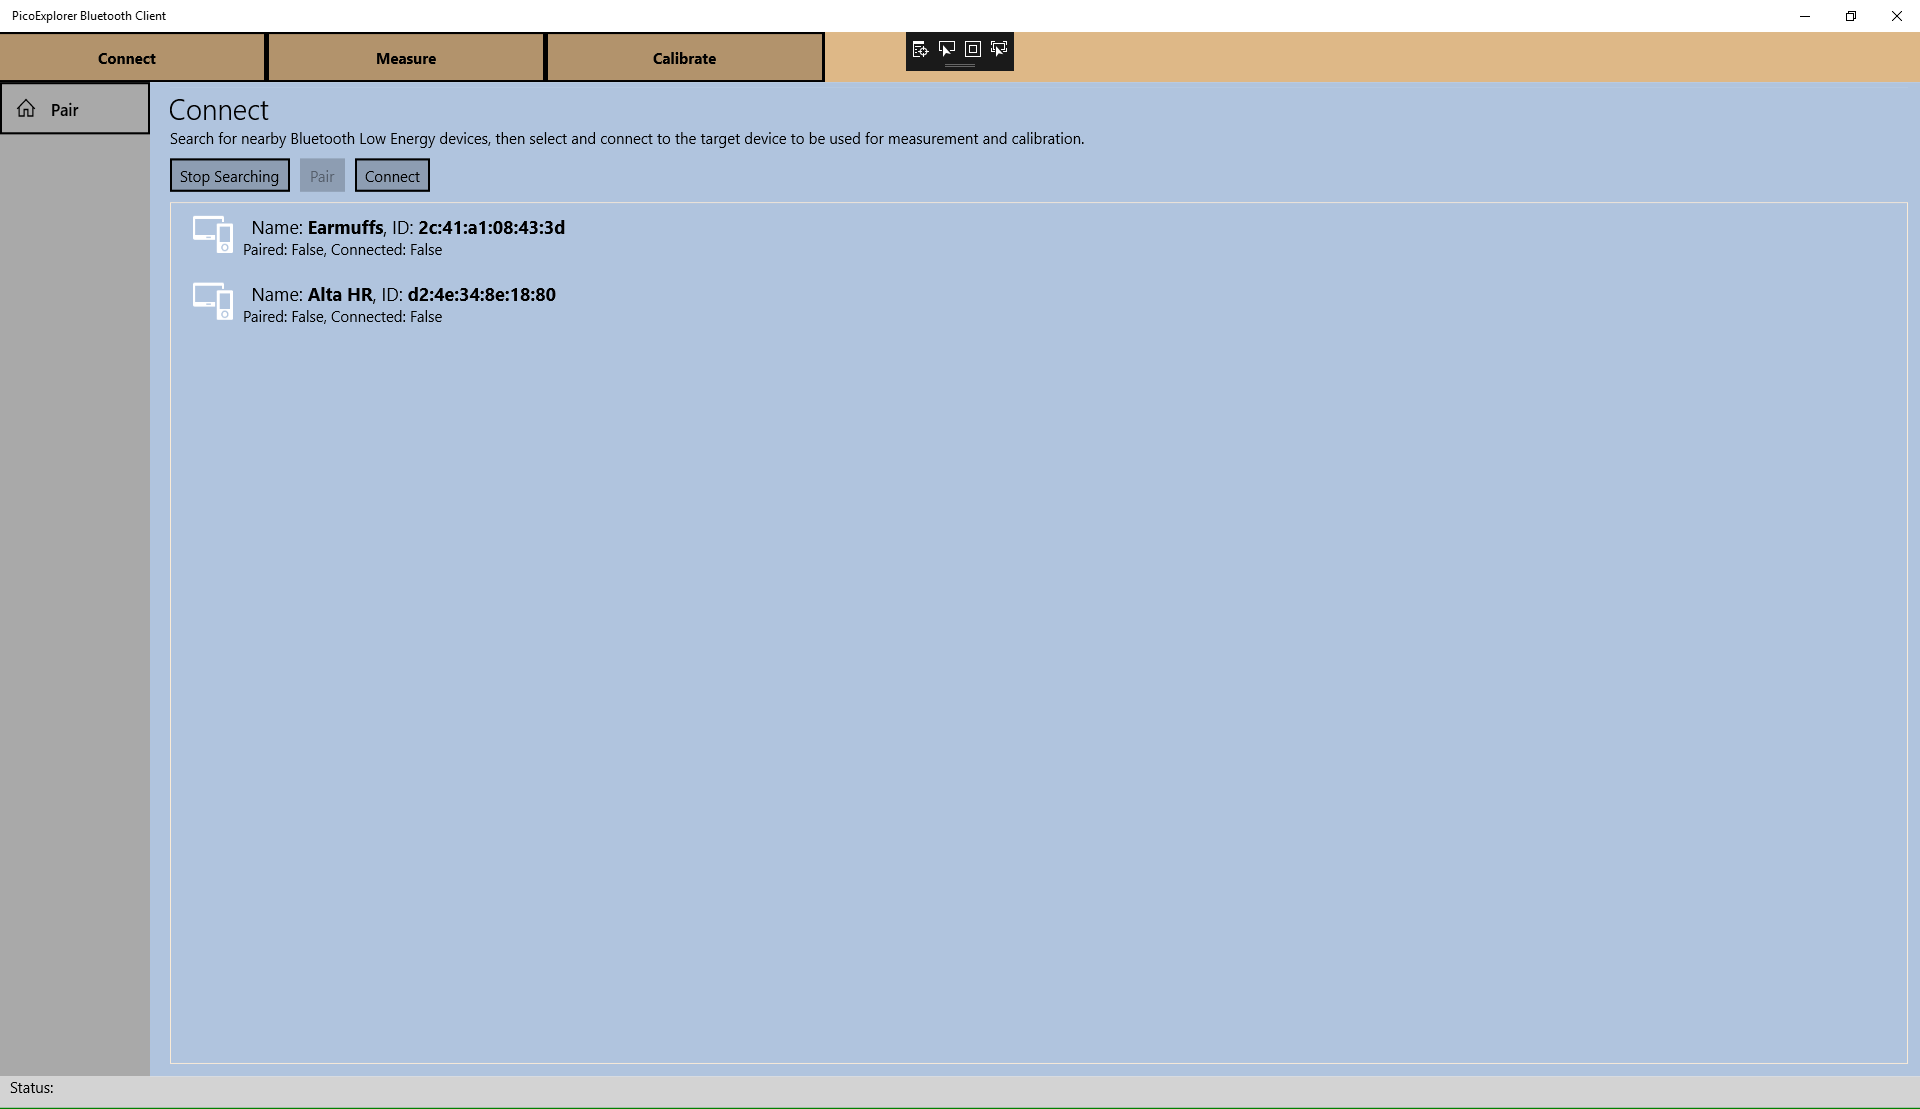 PicoExplorer Bluetooth Client
Connect
Measure
Calibrate
Pair
Connect
Search for nearby Bluetooth Low Energy devices, then select and connect to the target device to be used for measurement and calibration.
Stop Searching
Pair
Connect
Name: Earmuffs, ID: 2c:41:a1:08:43:3d
Paired: False, Connected: False
Name: Alta HR, ID: d2:4e:34:8e:18:80
Paired: False, Connected: False
Status: